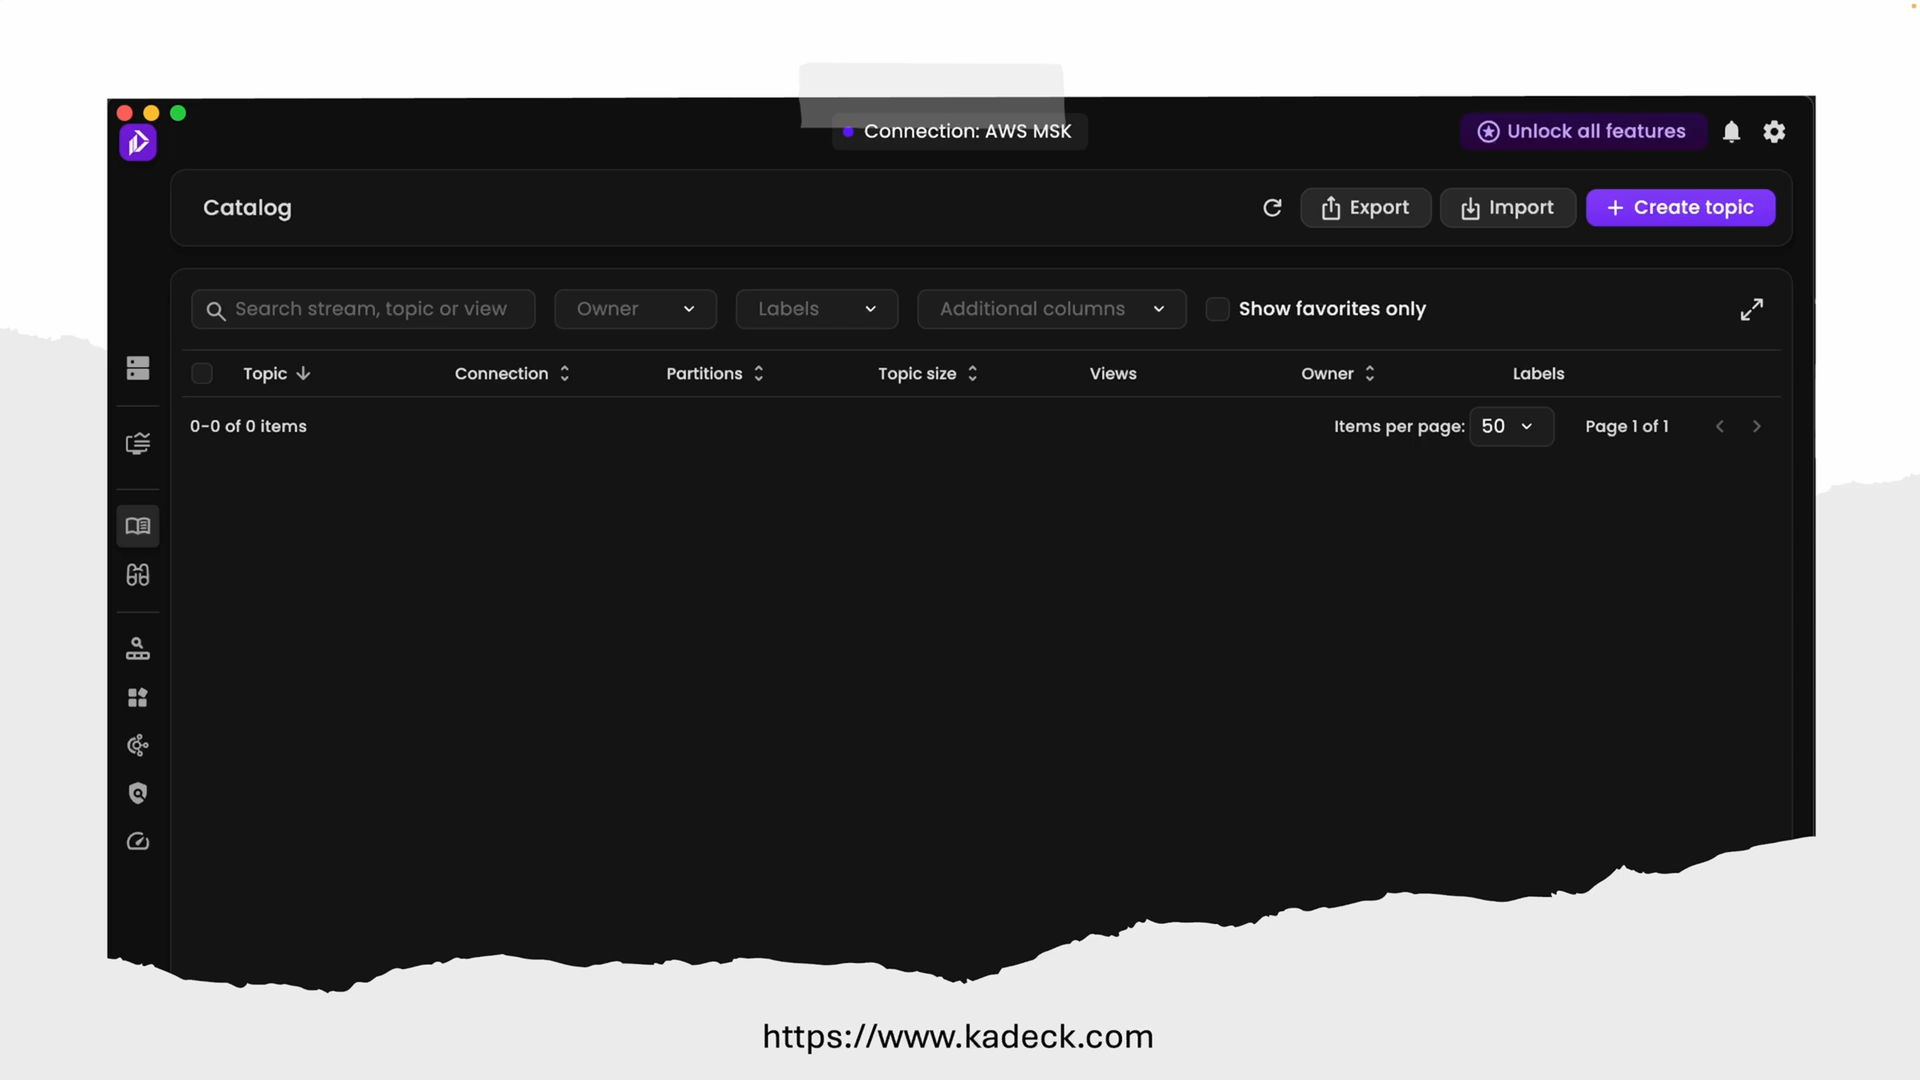 Connection: AWS MSK
Unlock all features
Catalog
Export
Import
Create topic
Search stream, topic or view
Owner
Labels
Additional columns
Show favorites only
Topic
Connection
Partitions
Topic size
Views
Owner
Labels
0-0 of 0 items
Items per page: 50
Page 1 of 1
https://www.kadeck.com